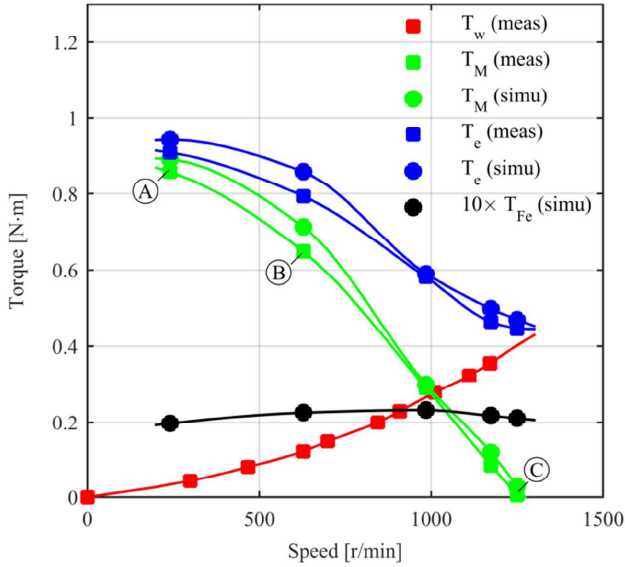 1.2
1
0.8
0.6
0.4
0.2
0
0
500
1000
1500
Torque [N·m]
Speed [r/min]
T_w (meas)
T_M (meas)
T_M (simu)
T_e (meas)
T_e (simu)
10× T_Fe (simu)
A
B
C